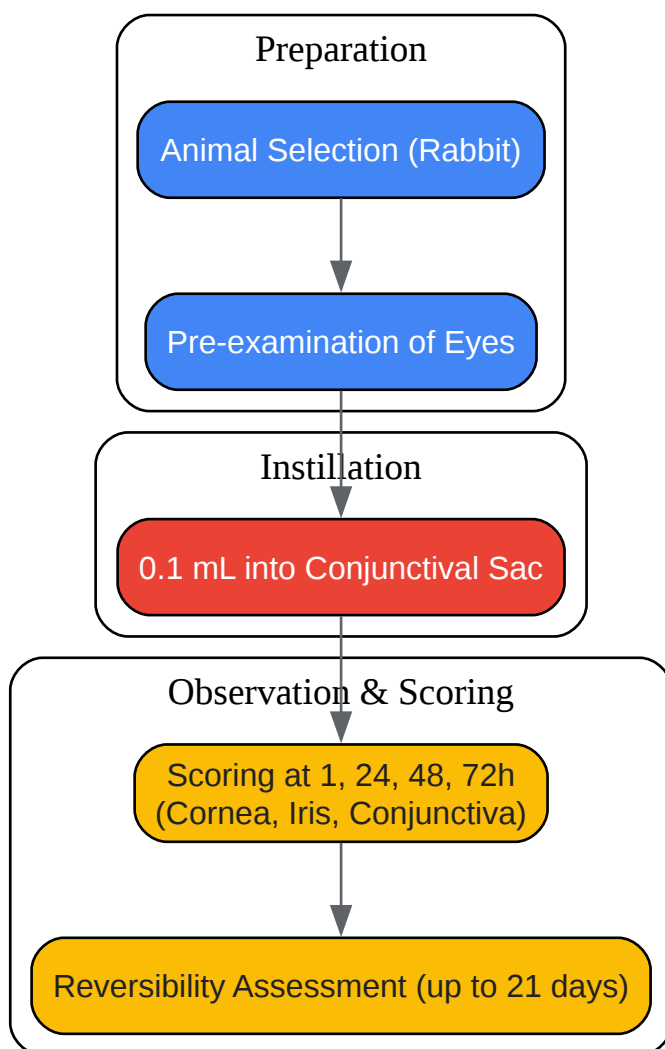 Preparation
Animal Selection (Rabbit)
Pre-examination of Eyes
Instillation
0.1 mL into Conjunctival Sac
Observation & Scoring
Scoring at 1, 24, 48, 72h
(Cornea, Iris, Conjunctiva)
Reversibility Assessment (up to 21 days)